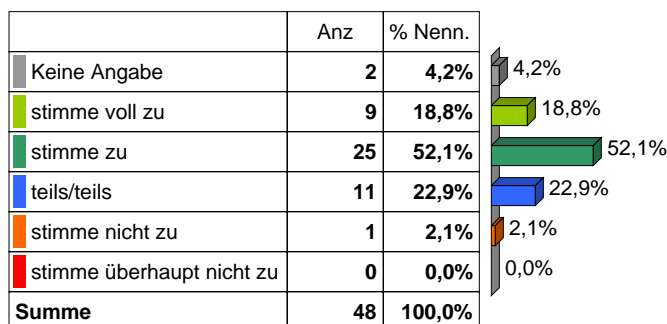 Anz % Nenn.
Keine Angabe 2 4,2% 4,2%
stimme voll zu 9 18,8% 18,8%
stimme zu 25 52,1% 52,1%
teils/teils 11 22,9% 22,9%
stimme nicht zu 1 2,1% 2,1%
stimme überhaupt nicht zu 0 0,0% 0,0%
Summe 48 100,0%